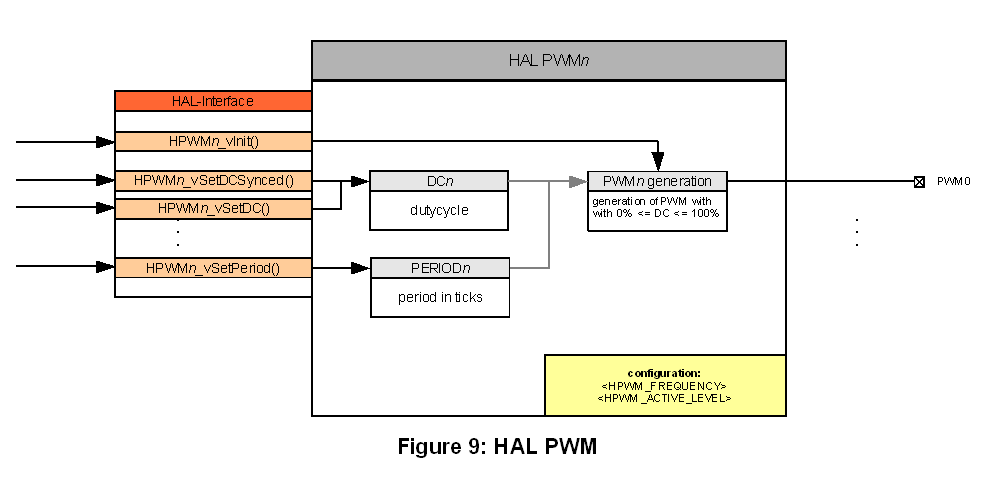 HAL PWMn
HAL-Interface
HPWMn_vInit()
HPWMn_vSetDCSynced()
HPWMn_vSetDC()
HPWMn_vSetPeriod()
DCn
dutycycle
PERIODn
period in ticks
PWMn generation
generation of PWM with
with 0% <= DC <= 100%
PWM0
configuration:
<HPWM_FREQUENCY>
<HPWM_ACTIVE_LEVEL>
Figure 9: HAL PWM